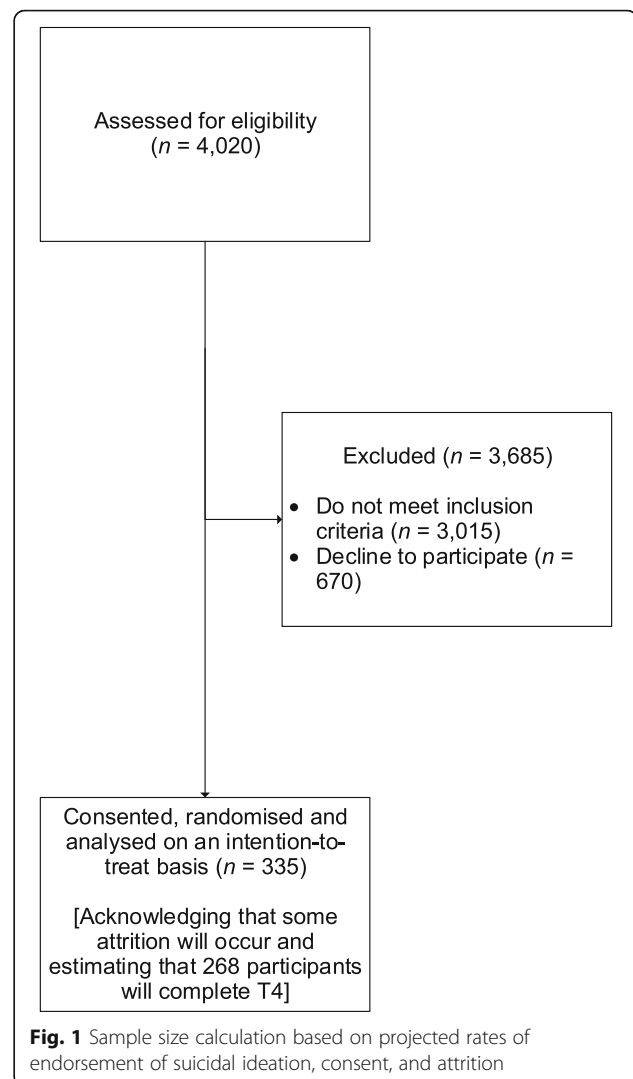 Assessed for eligibility
(n = 4,020)
Excluded (n = 3,685)
• Do not meet inclusion
criteria (n = 3,015)
• Decline to participate (n =
670)
Consented, randomised and
analysed on an intention-to-
treat basis (n = 335)
[Acknowledging that some
attrition will occur and
estimating that 268 participants
will complete T4]
Fig. 1 Sample size calculation based on projected rates of
endorsement of suicidal ideation, consent, and attrition